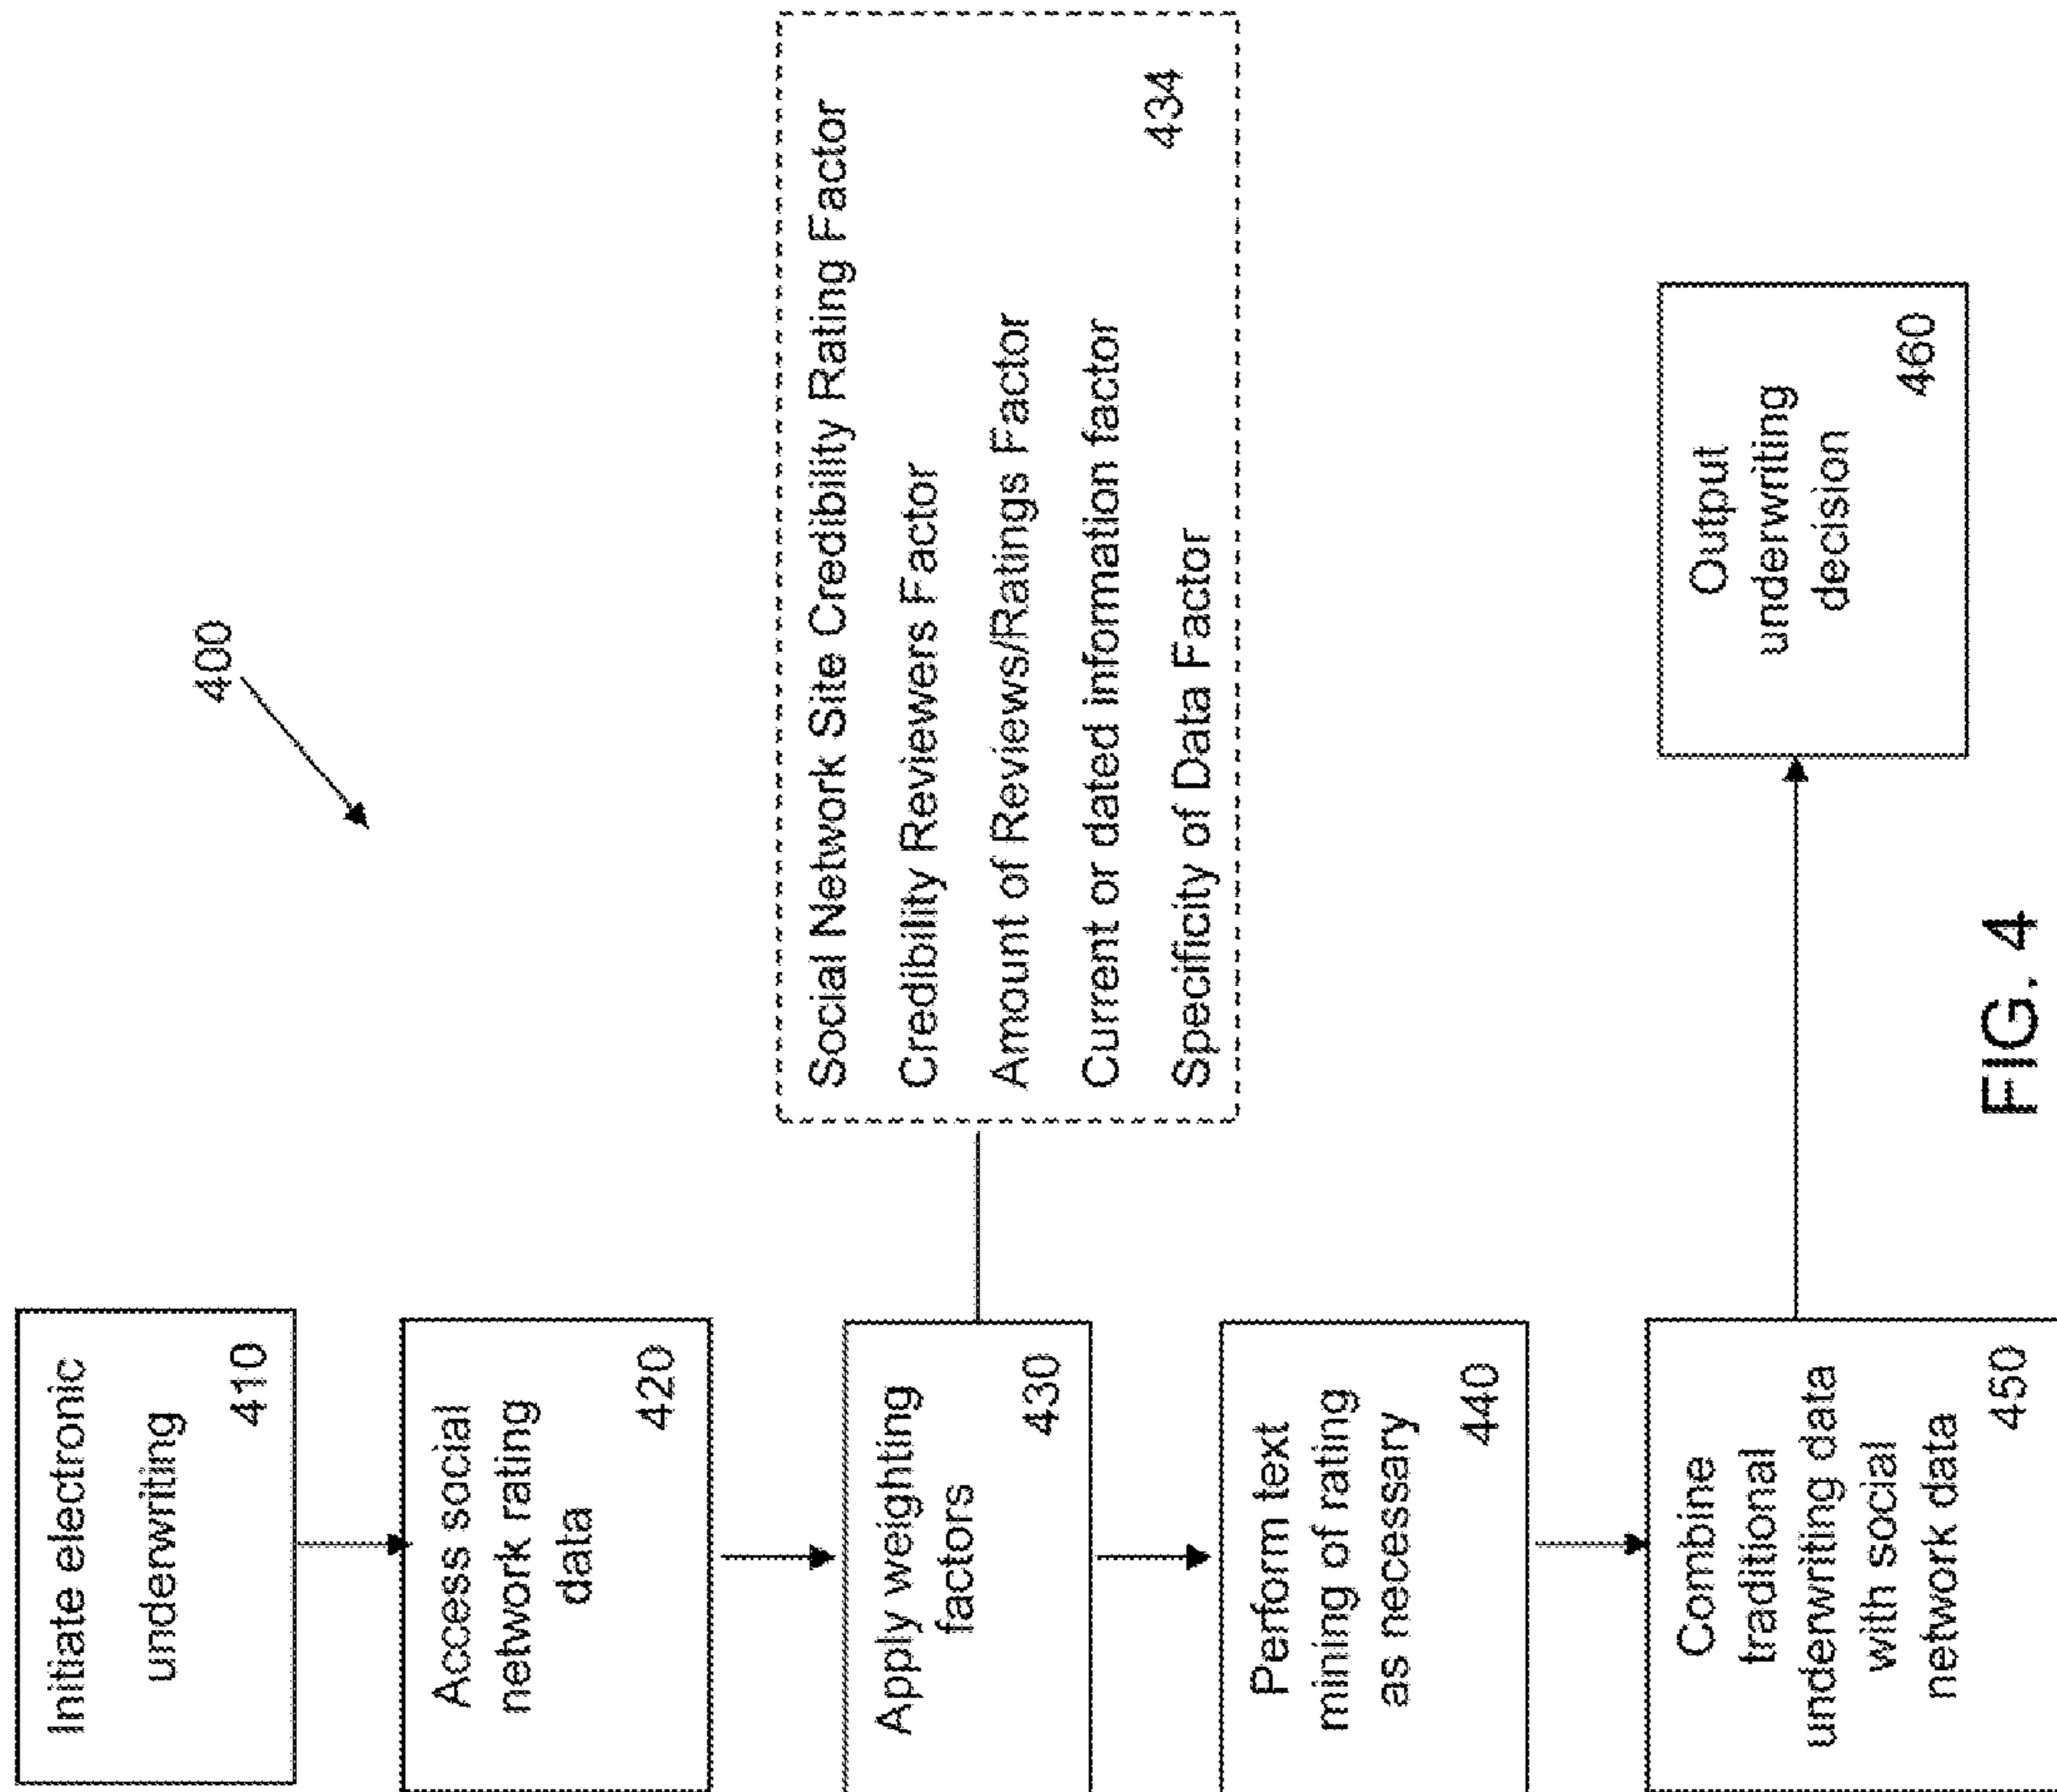 400
Initiate electronic
underwriting
410
Access social
network rating
data
420
Apply weighting
factors
430
Social Network Site Credibility Rating Factor
Credibility Reviewers Factor
Amount of Reviews/Ratings Factor
Current or dated information factor
Specificity of Data Factor
434
Perform text
mining of rating
as necessary
440
Combine
traditional
underwriting data
with social
network data
450
Output
underwriting
decision
460
FIG. 4